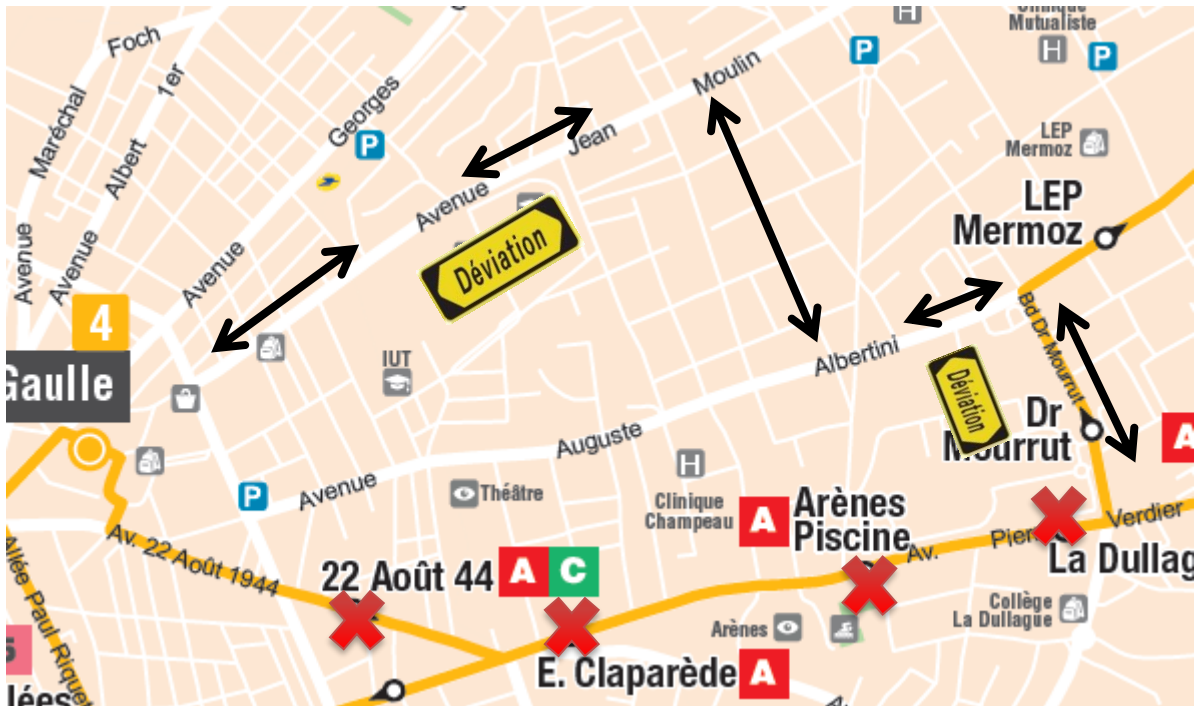 Foch
Maréchal
Avenue
Albert 1er
Avenue
Georges
Avenue
P
Moulin
Jean
Avenue
H
P
Clinique
Mutualiste
H
P
LEP
Mermoz
LEP
Mermoz
Déviation
4
Gaulle
IUT
Albertini
Auguste
Avenue
Bd Dr Mourrut
Déviation
Dr
Mourrut
A
P
Théâtre
H
Clinique
Champeau
A
Arènes
Piscine
Av.
Verdier
La Dullag
Av. 22 Août 1944
22 Août 44
A
C
Allée Paul Riquet
5
lées
Arènes
E. Claparède
A
Collège
La Dullague